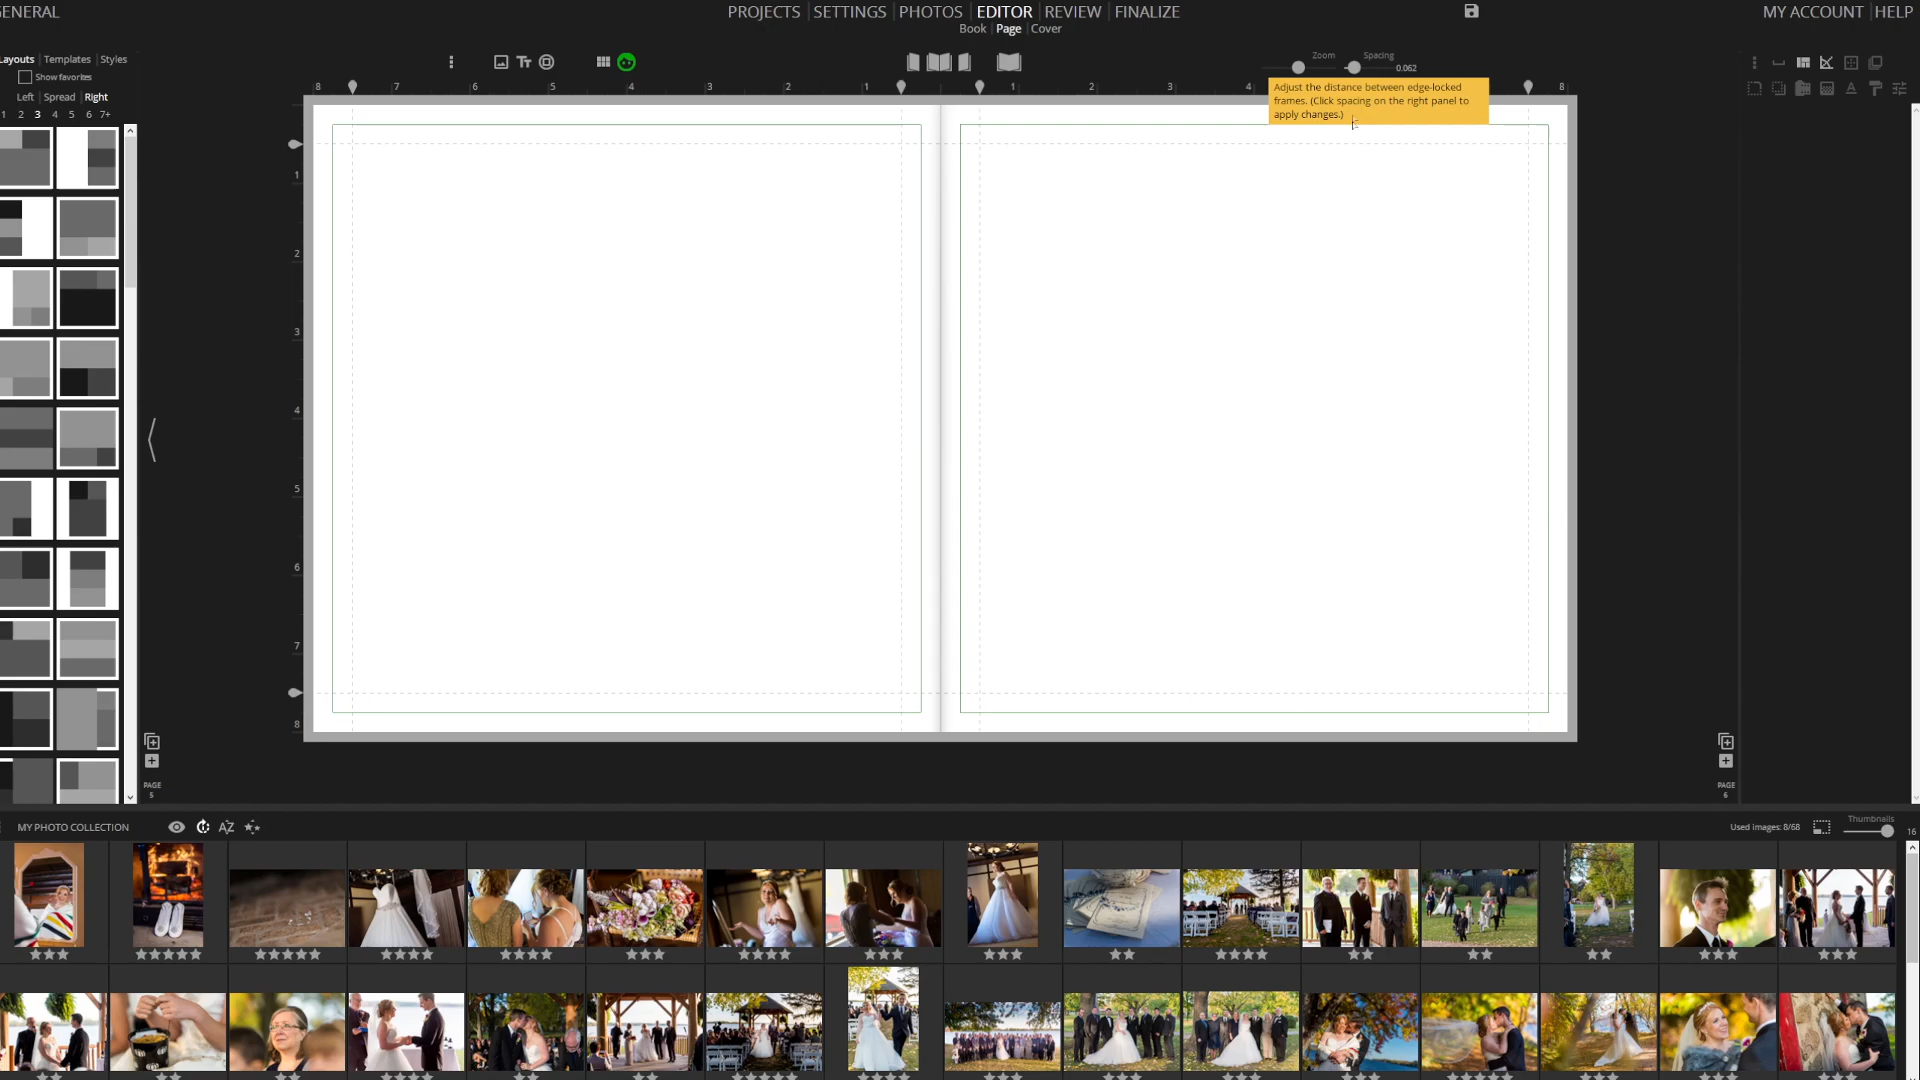 GENERAL
PROJECTS SETTINGS PHOTOS EDITOR REVIEW FINALIZE
MY ACCOUNT HELP
Book Page Cover
Layouts Templates Styles
Show favorites
Left Spread Right
1 2 3 4 5 6 7+
Zoom
Spacing
0.062
8 7 6 5 4 3 2 1 1 2 3 4 8
Adjust the distance between edge-locked
frames. (Click spacing on the right panel to
apply changes.)
1
2
3
4
5
6
7
8
PAGE
5
PAGE
6
MY PHOTO COLLECTION
AZ
Used images: 8/68
Thumbnails
16